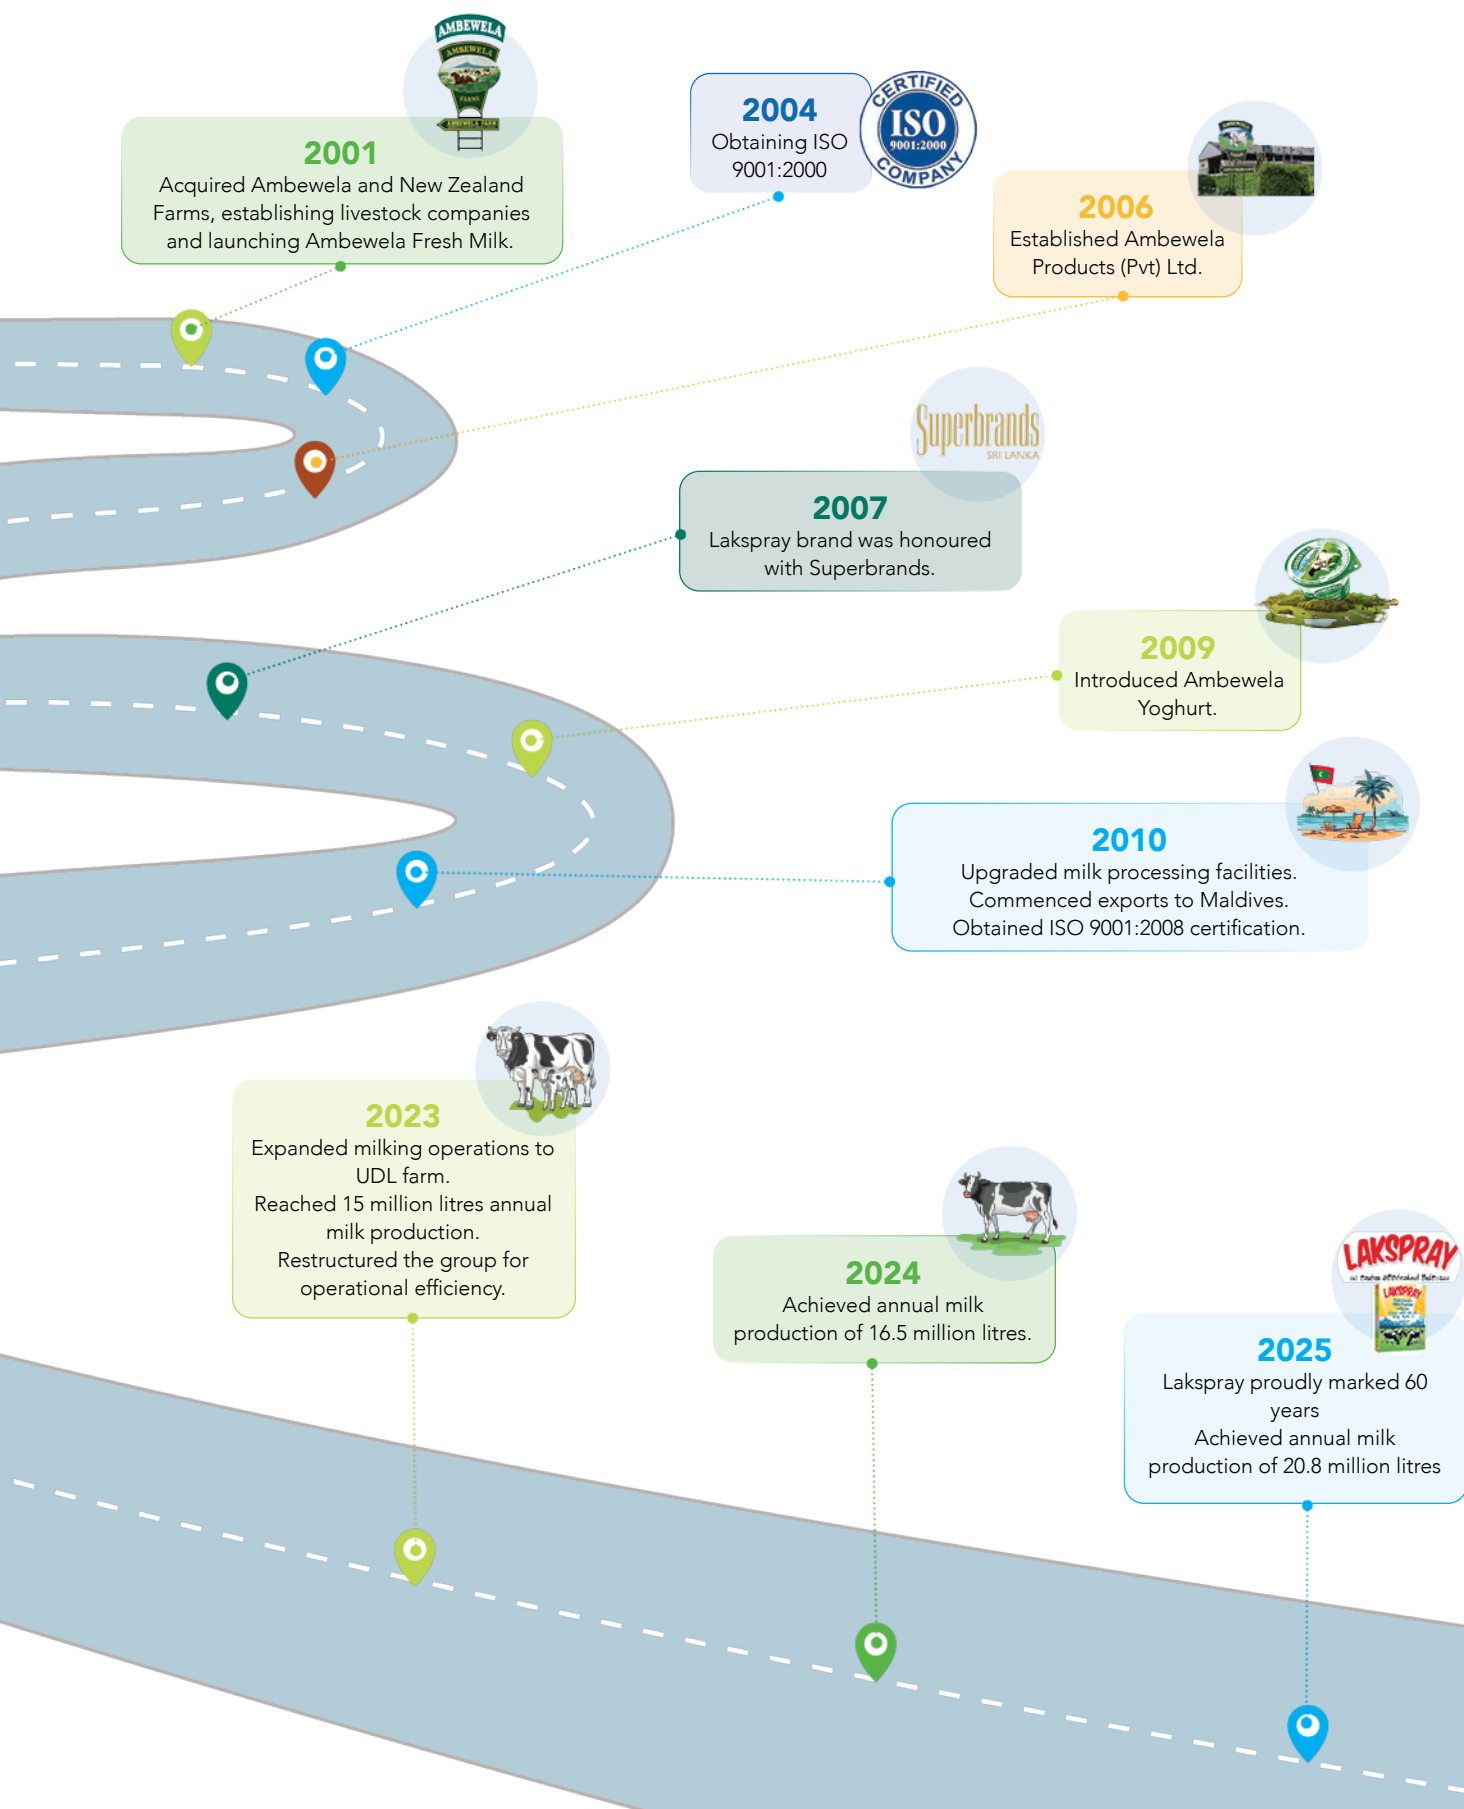 AMBEWELA
AMBEWELA
FARMS
AMBEWELA FARM
2001
Acquired Ambewela and New Zealand
Farms, establishing livestock companies
and launching Ambewela Fresh Milk.
2004
Obtaining ISO
9001:2000
CERTIFIED
ISO
9001:2000
COMPANY
2006
Established Ambewela
Products (Pvt) Ltd.
Superbrands
SRI LANKA
2007
Lakspray brand was honoured
with Superbrands.
2009
Introduced Ambewela
Yoghurt.
2010
Upgraded milk processing facilities.
Commenced exports to Maldives.
Obtained ISO 9001:2008 certification.
2023
Expanded milking operations to
UDL farm.
Reached 15 million litres annual
milk production.
Restructured the group for
operational efficiency.
2024
Achieved annual milk
production of 16.5 million litres.
LAKSPRAY
LAKSPRAY
2025
Lakspray proudly marked 60
years
Achieved annual milk
production of 20.8 million litres